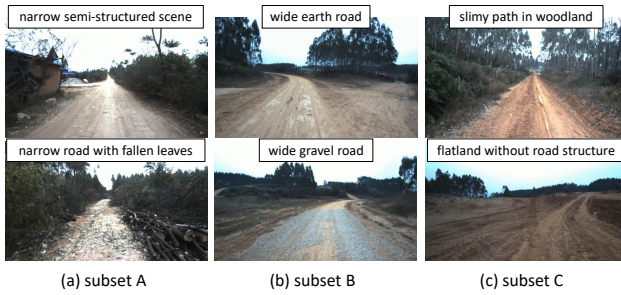 narrow semi-structured scene
wide earth road
slimy path in woodland
narrow road with fallen leaves
wide gravel road
flatland without road structure
(a) subset A
(b) subset B
(c) subset C